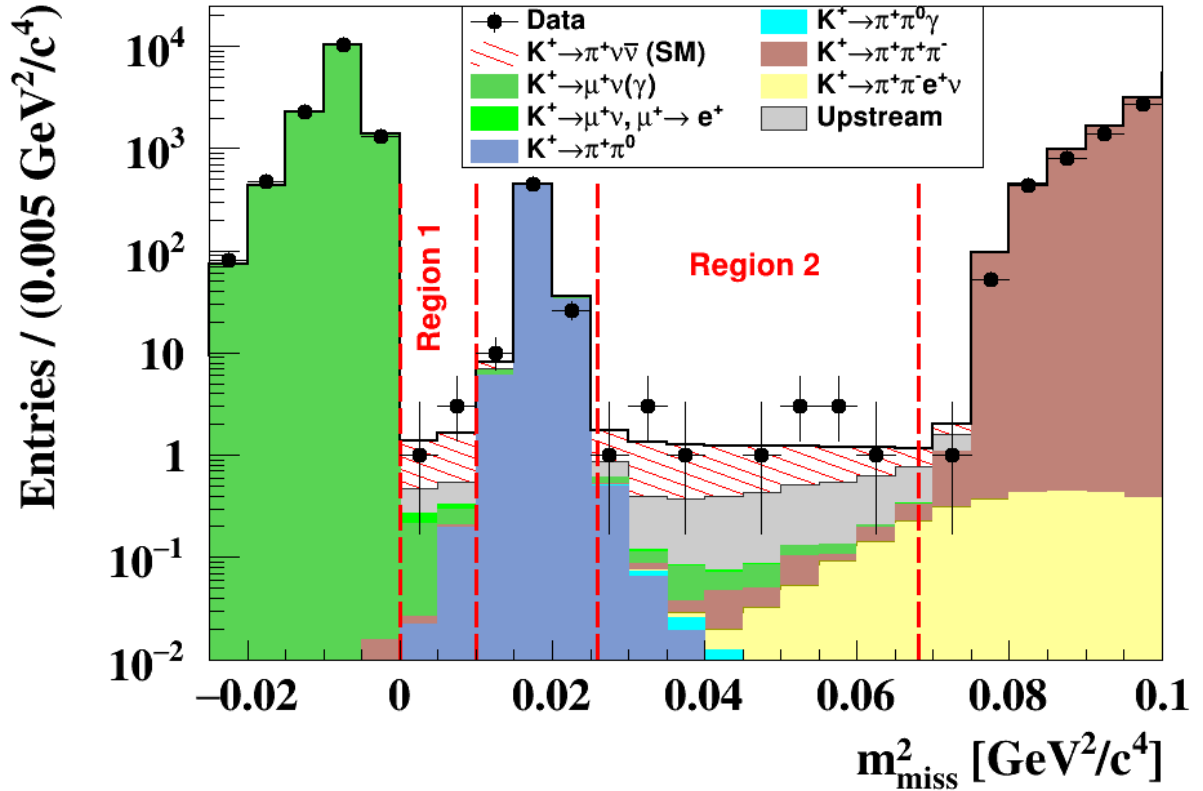 Entries / (0.005 GeV²/c⁴)
10⁴
10³
10²
10
1
10⁻¹
10⁻²
Data
K⁺→π⁺νν̅ (SM)
K⁺→μ⁺ν(γ)
K⁺→μ⁺ν, μ⁺→ e⁺
K⁺→π⁺π⁰
K⁺→π⁺π⁰γ
K⁺→π⁺π⁺π⁻
K⁺→π⁺π⁻e⁺ν
Upstream
Region 1
Region 2
−0.02 0 0.02 0.04 0.06 0.08 0.1
m²miss [GeV²/c⁴]